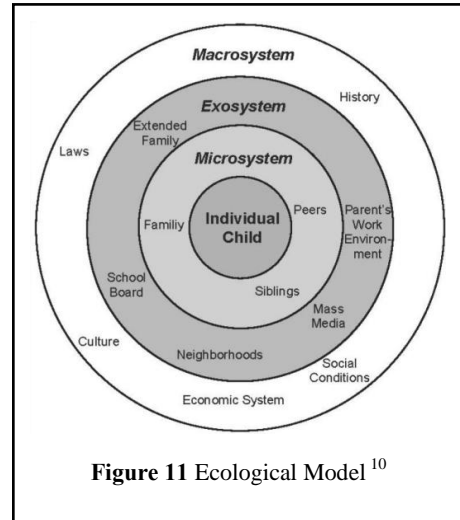 Macrosystem
History
Exosystem
Extended
Family
Laws
Microsystem
Individual
Child
Peers
Familiy
Parent's
Work
Environ-
ment
School
Board
Siblings
Mass
Media
Culture
Neighborhoods
Social
Conditions
Economic System
Figure 11 Ecological Model 10